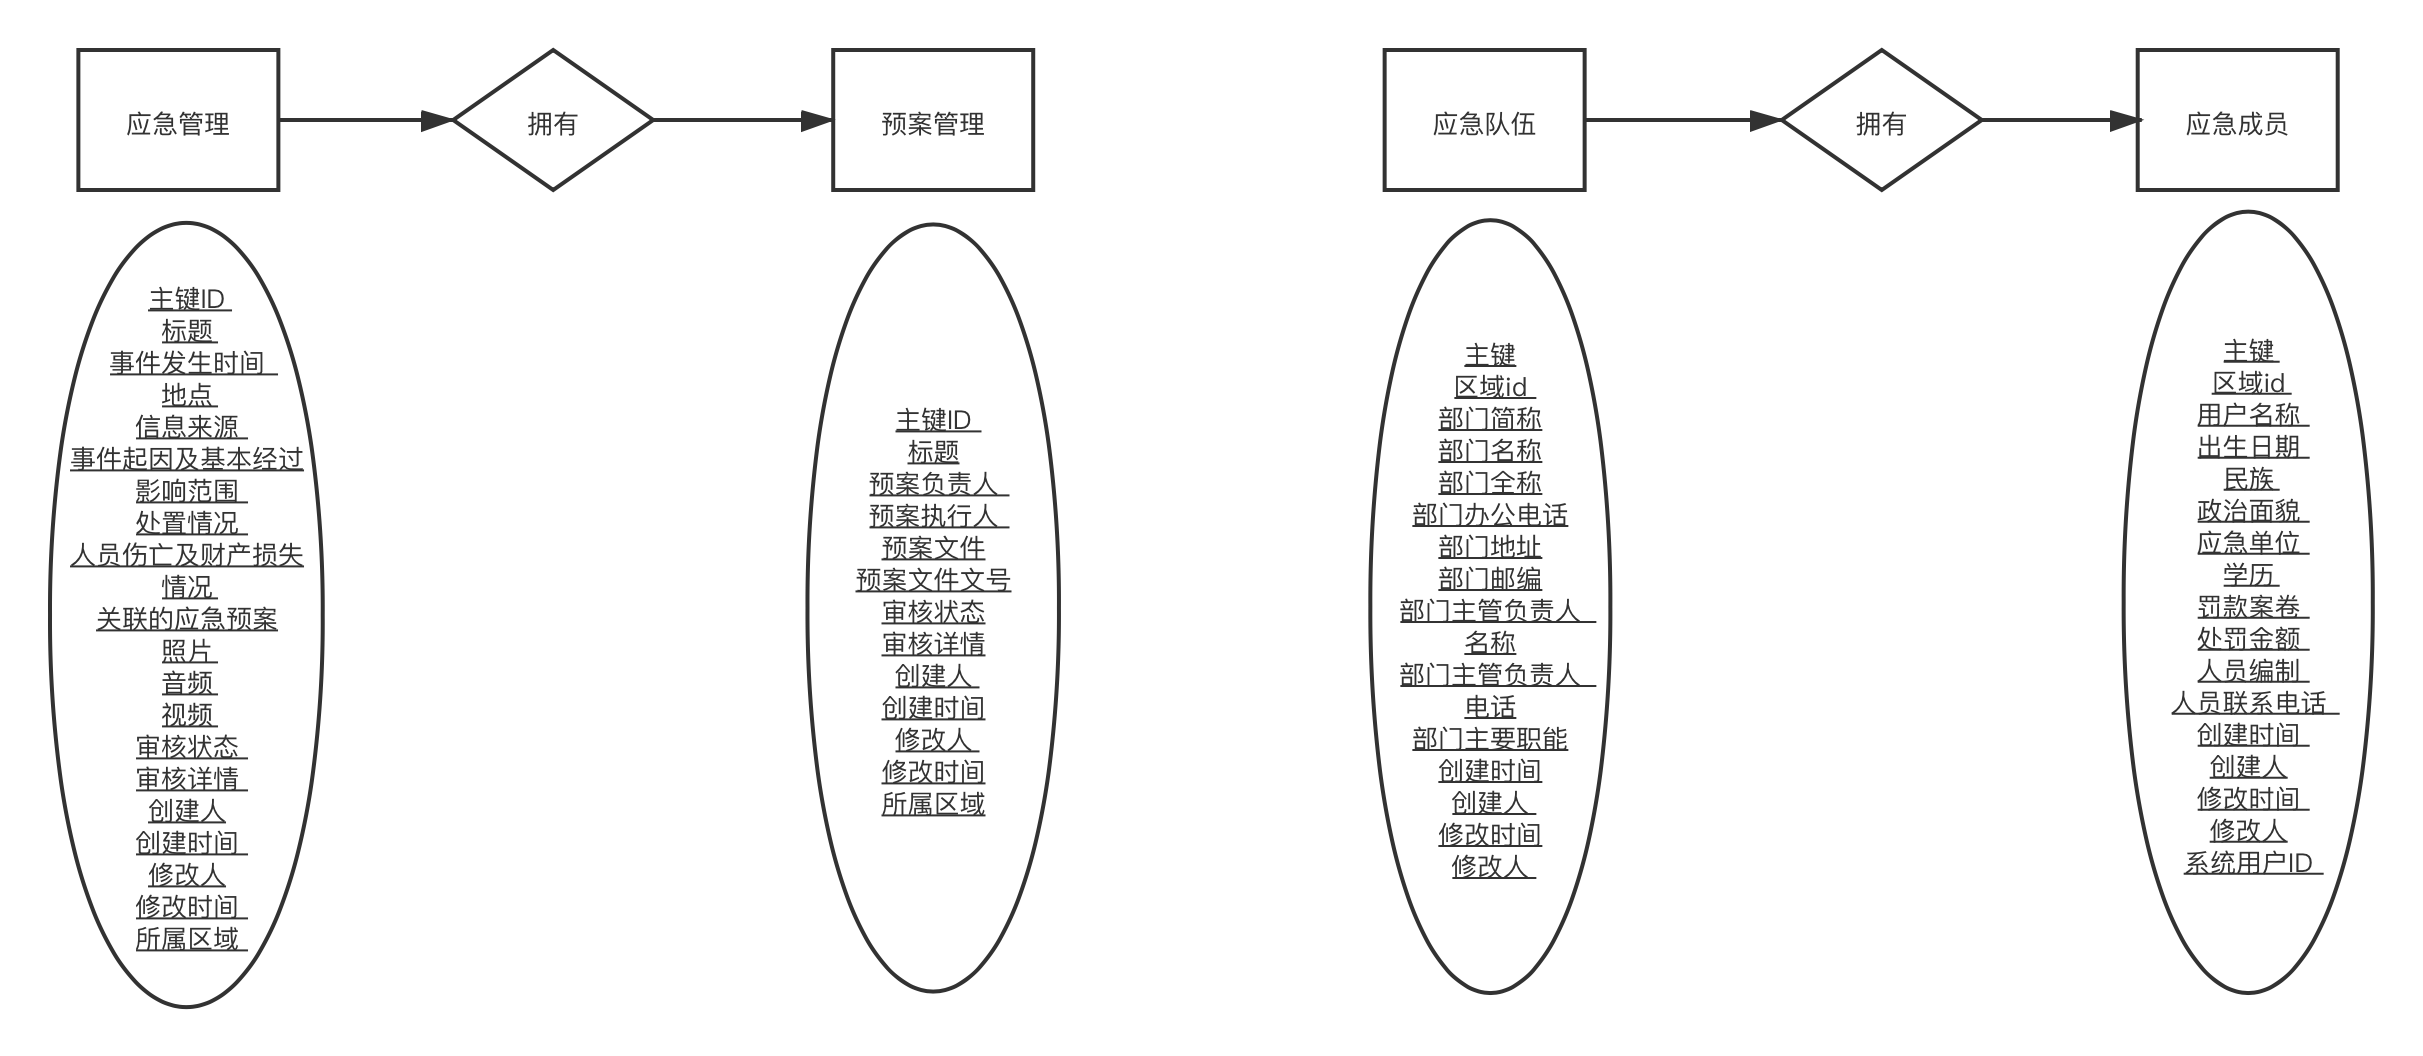 应急管理
拥有
预案管理
应急队伍
拥有
应急成员
主键ID
标题
事件发生时间
地点
信息来源
事件起因及基本经过
影响范围
处置情况
人员伤亡及财产损失
情况
关联的应急预案
照片
音频
视频
审核状态
审核详情
创建人
创建时间
修改人
修改时间
所属区域
主键ID
标题
预案负责人
预案执行人
预案文件
预案文件文号
审核状态
审核详情
创建人
创建时间
修改人
修改时间
所属区域
主键
区域id
部门简称
部门名称
部门全称
部门办公电话
部门地址
部门邮编
部门主管负责人
名称
部门主管负责人
电话
部门主要职能
创建时间
创建人
修改时间
修改人
主键
区域id
用户名称
出生日期
民族
政治面貌
应急单位
学历
罚款案卷
处罚金额
人员编制
人员联系电话
创建时间
创建人
修改时间
修改人
系统用户ID